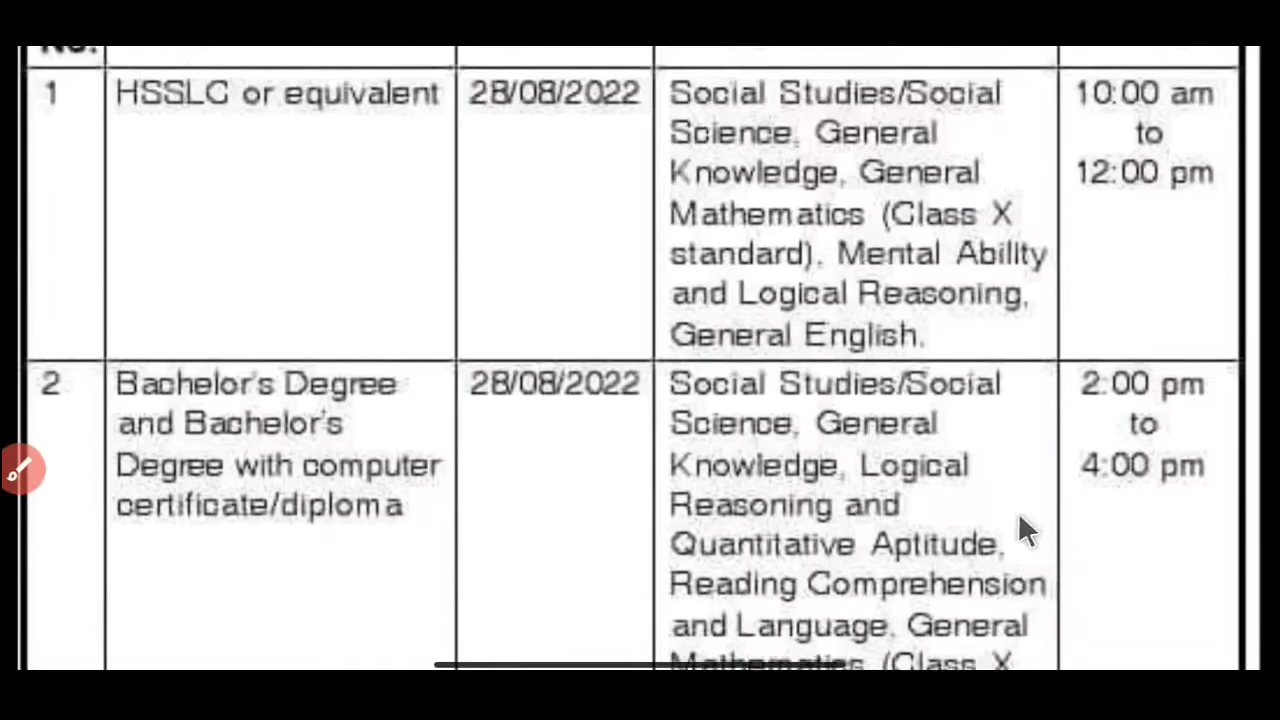 No.
1
HSSLC or equivalent
28/08/2022
Social Studies/Social
Science, General
Knowledge, General
Mathematics (Class X
standard), Mental Ability
and Logical Reasoning,
General English.
10:00 am
to
12:00 pm
2
Bachelor's Degree
and Bachelor's
Degree with computer
certificate/diploma
28/08/2022
Social Studies/Social
Science, General
Knowledge, Logical
Reasoning and
Quantitative Aptitude,
Reading Comprehension
and Language, General
Mathematics (Class X
2:00 pm
to
4:00 pm